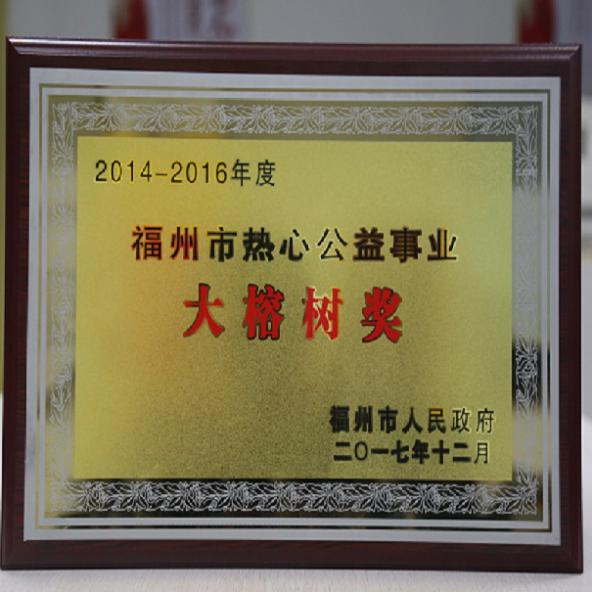 2014-2016年度
福州市热心公益事业
大榕树奖
福州市人民政府
二〇一七年十二月